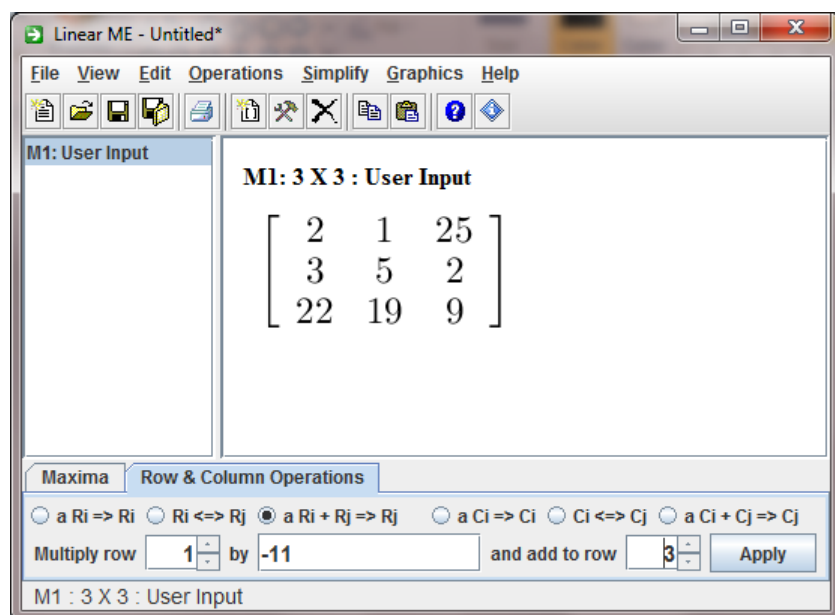 Linear ME - Untitled*
File View Edit Operations Simplify Graphics Help
M1: User Input
M1: 3 X 3 : User Input
2 1 25
3 5 2
22 19 9
Maxima Row & Column Operations
a Ri => Ri Ri <=> Rj a Ri + Rj => Rj a Ci => Ci Ci <=> Cj a Ci + Cj => Cj
Multiply row 1 by -11 and add to row 3 Apply
M1 : 3 X 3 : User Input